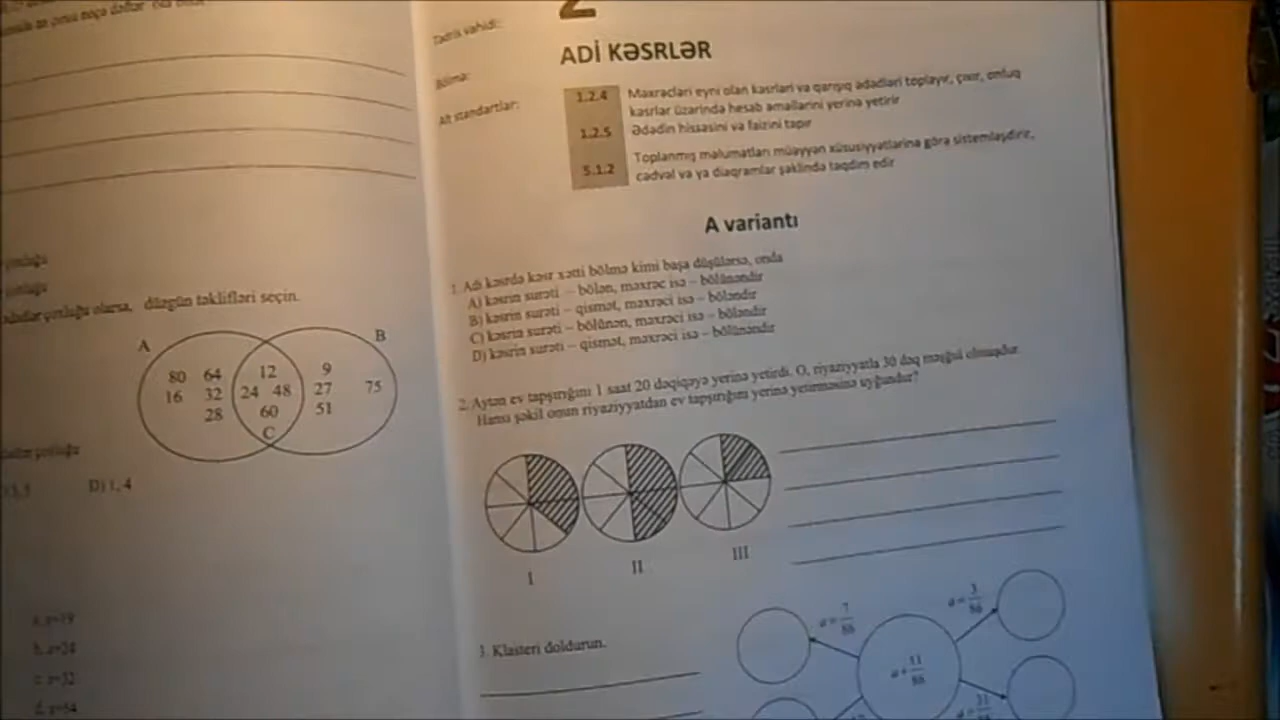 çoxluğu olarsa, düzgün təklifləri seçin.
A
B
80 64
16 32
28
12
24 48
60
C
9
27
51
75
D) 1, 4
a. x=19
b. x=24
c. x=32
d. x=64
2
Tədris vahidi:
ADİ KƏSRLƏR
Bölmə:
Alt standartlar:
1.2.4 Məxrəcləri eyni olan kəsrləri və qarışıq ədədləri toplayır, çıxır, onluq
kəsrlər üzərində hesab əməllərini yerinə yetirir
1.2.5 Ədədin hissəsini və faizini tapır
5.1.2 Toplanmış məlumatları müəyyən xüsusiyyətlərinə görə sistemləşdirir,
cədvəl və ya diaqramlar şəklində təqdim edir
A variantı
1. Adi kəsrdə kəsr xətti bölmə kimi başa düşülərsə, onda
A) kəsrin surəti – bölən, məxrəc isə – bölünəndir
B) kəsrin surəti – qismət, məxrəci isə – böləndir
C) kəsrin surəti – bölünən, məxrəci isə – böləndir
D) kəsrin surəti – qismət, məxrəci isə – bölünəndir
2. Aytən ev tapşırığını 1 saat 20 dəqiqəyə yerinə yetirdi. O, riyaziyyatla 30 dəq məşğul olmuşdur.
Hansı şəkil onun riyaziyyatdan ev tapşırığını yerinə yetirməsinə uyğundur?
I
II
III
3. Klasteri doldurun.
a = 7/86
a = 3/86
a + 11/86